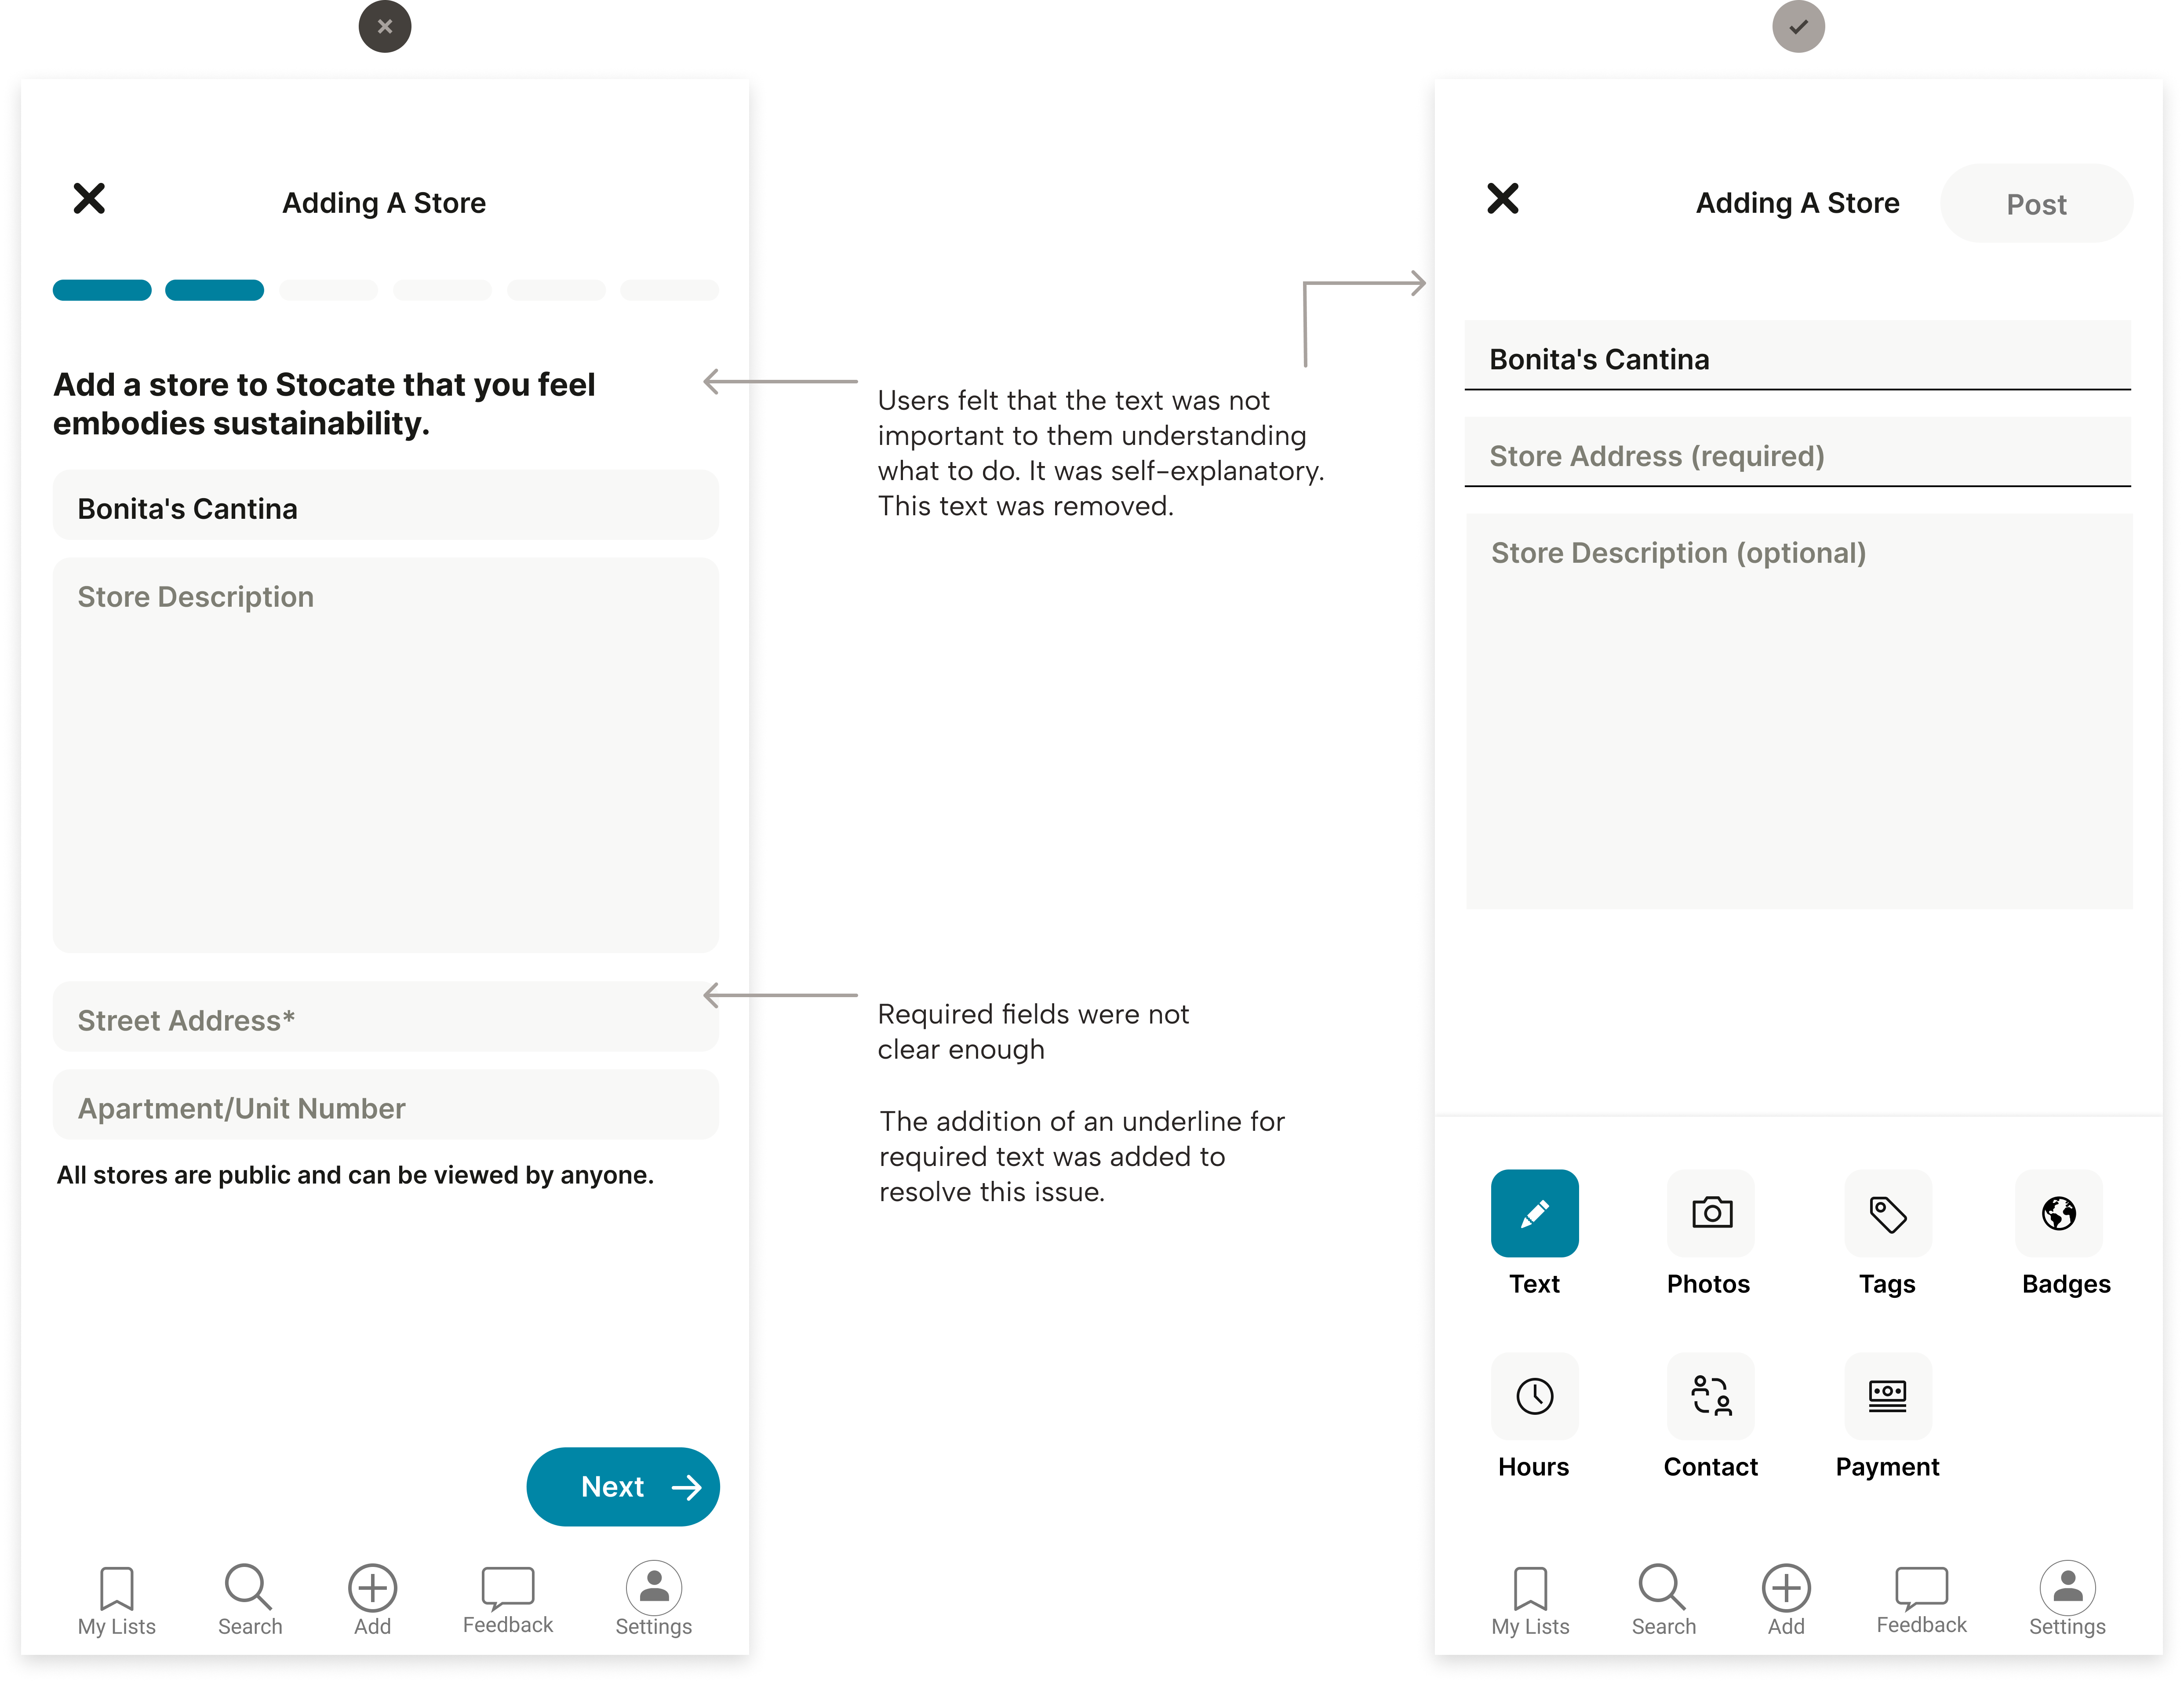 Adding A Store
Add a store to Stocate that you feel
embodies sustainability.
Bonita's Cantina
Store Description
Street Address*
Apartment/Unit Number
All stores are public and can be viewed by anyone.
Next
My Lists
Search
Add
Feedback
Settings
Users felt that the text was not
important to them understanding
what to do. It was self-explanatory.
This text was removed.
Required fields were not
clear enough
The addition of an underline for
required text was added to
resolve this issue.
Adding A Store
Post
Bonita's Cantina
Store Address (required)
Store Description (optional)
Text
Photos
Tags
Badges
Hours
Contact
Payment
My Lists
Search
Add
Feedback
Settings